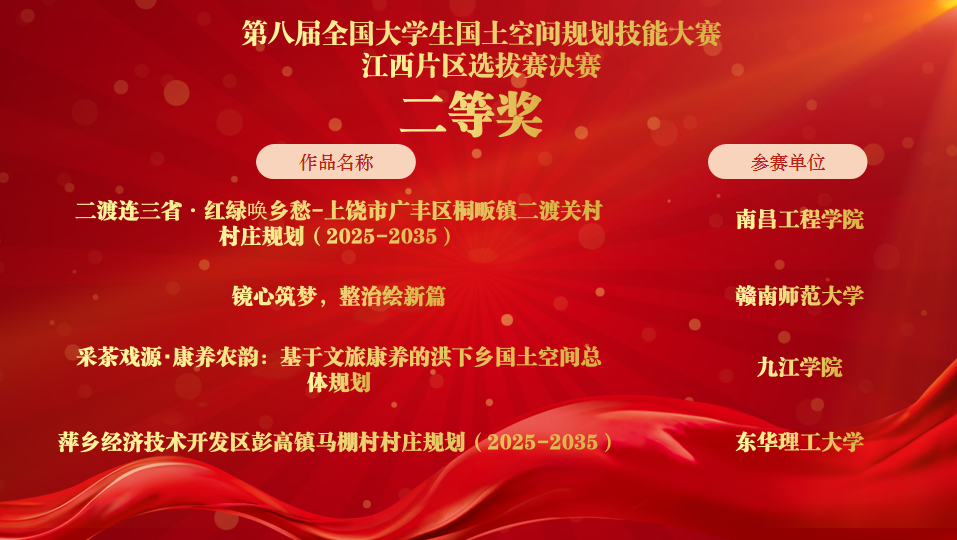 第八届全国大学生国土空间规划技能大赛
江西片区选拔赛决赛
二等奖
作品名称 参赛单位
二渡连三省·红绿唤乡愁-上饶市广丰区桐畈镇二渡关村
村庄规划（2025-2035） 南昌工程学院
镜心筑梦，整治绘新篇 赣南师范大学
采茶戏源·康养农韵：基于文旅康养的洪下乡国土空间总
体规划 九江学院
萍乡经济技术开发区彭高镇马棚村村庄规划（2025-2035） 东华理工大学